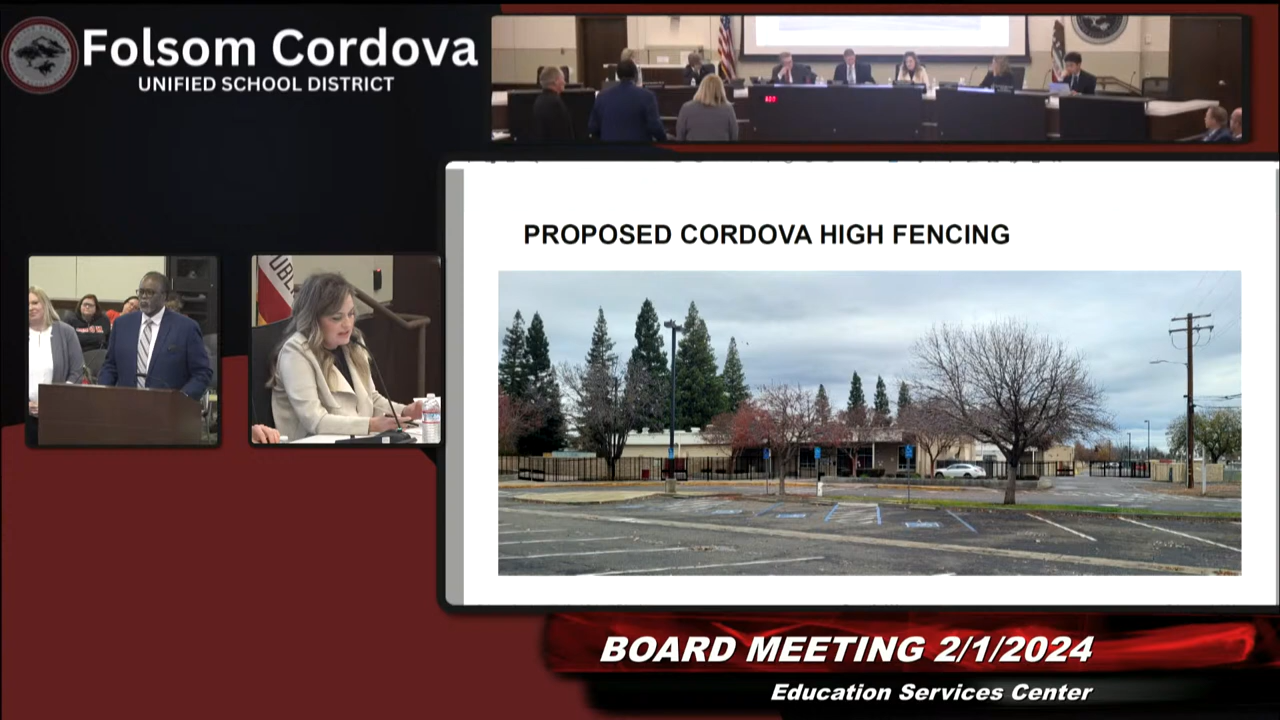 Folsom Cordova
UNIFIED SCHOOL DISTRICT
PROPOSED CORDOVA HIGH FENCING
BOARD MEETING 2/1/2024
Education Services Center